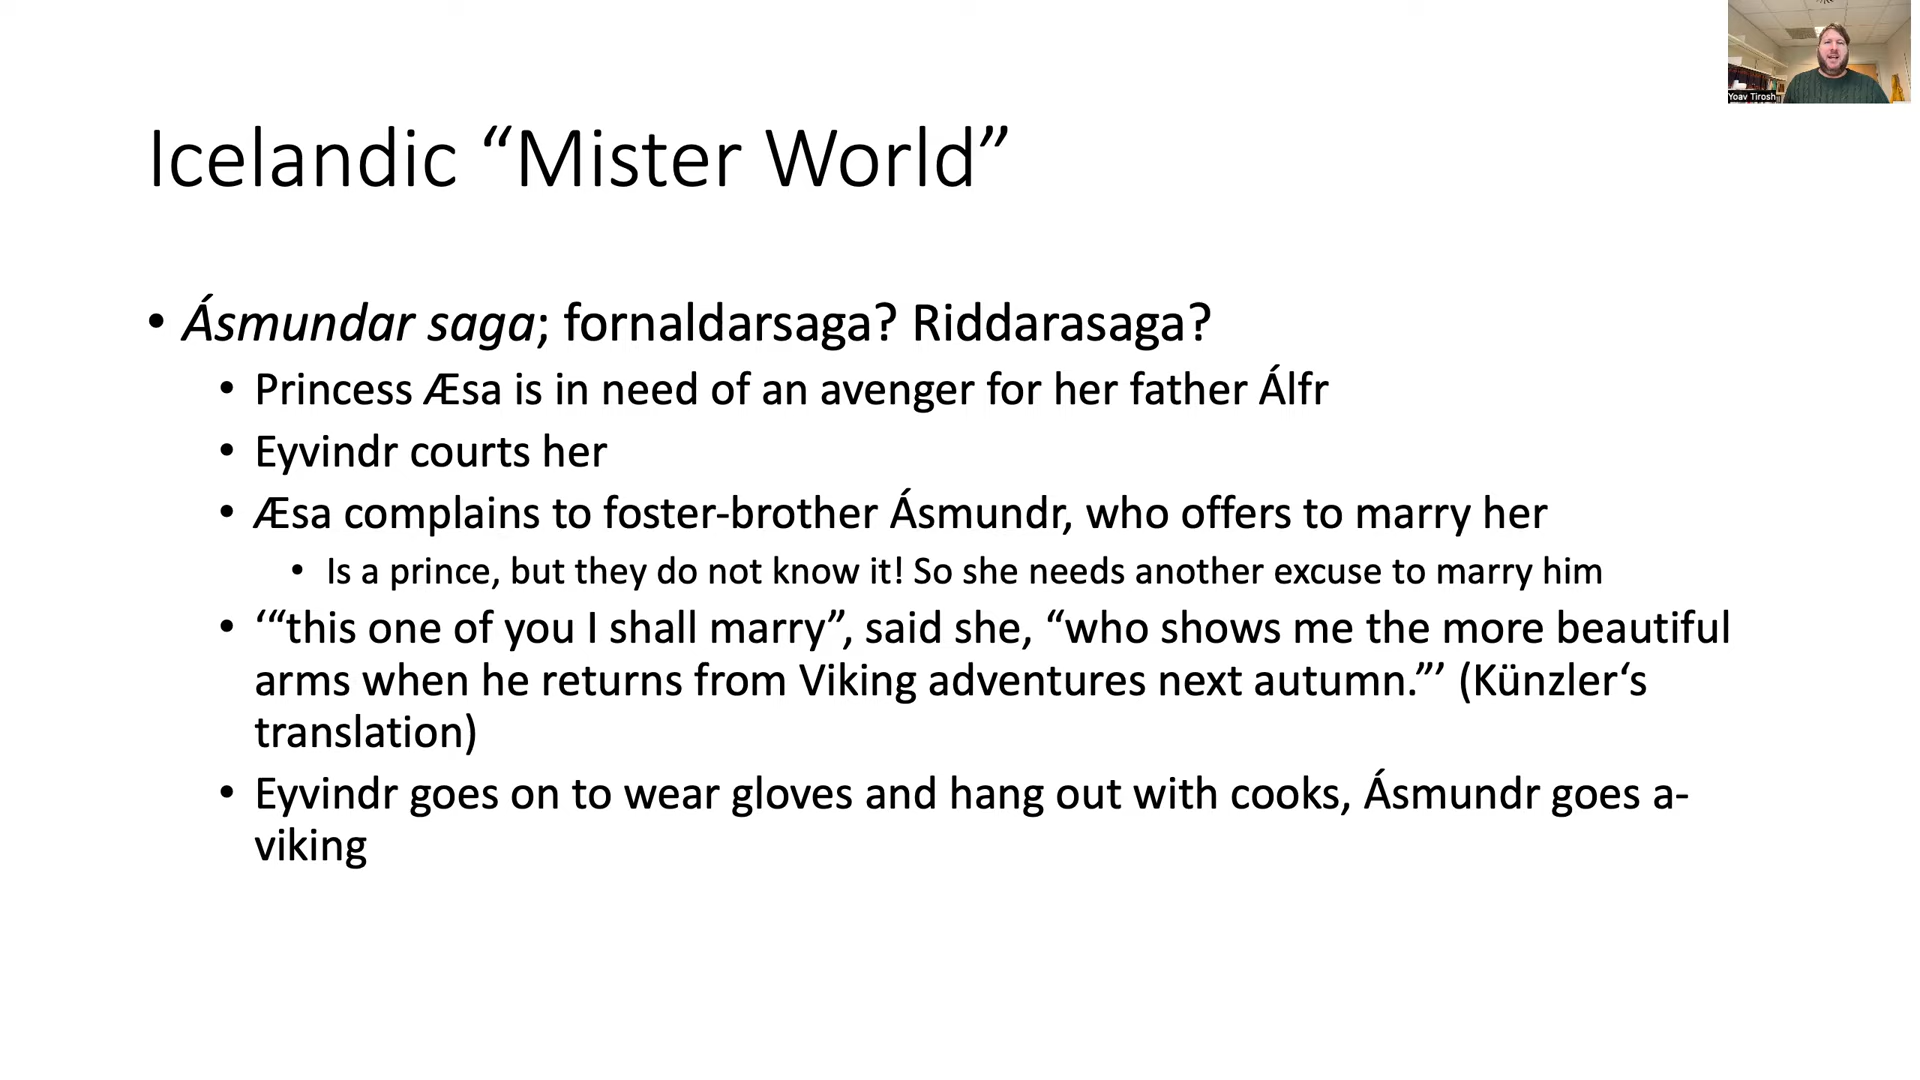 Yoav Tirosh
Icelandic “Mister World”
• Ásmundar saga; fornaldarsaga? Riddarasaga?
• Princess Æsa is in need of an avenger for her father Álfr
• Eyvindr courts her
• Æsa complains to foster-brother Ásmundr, who offers to marry her
• Is a prince, but they do not know it! So she needs another excuse to marry him
• ‘“this one of you I shall marry”, said she, “who shows me the more beautiful
arms when he returns from Viking adventures next autumn.”’ (Künzler‘s
translation)
• Eyvindr goes on to wear gloves and hang out with cooks, Ásmundr goes a-
viking